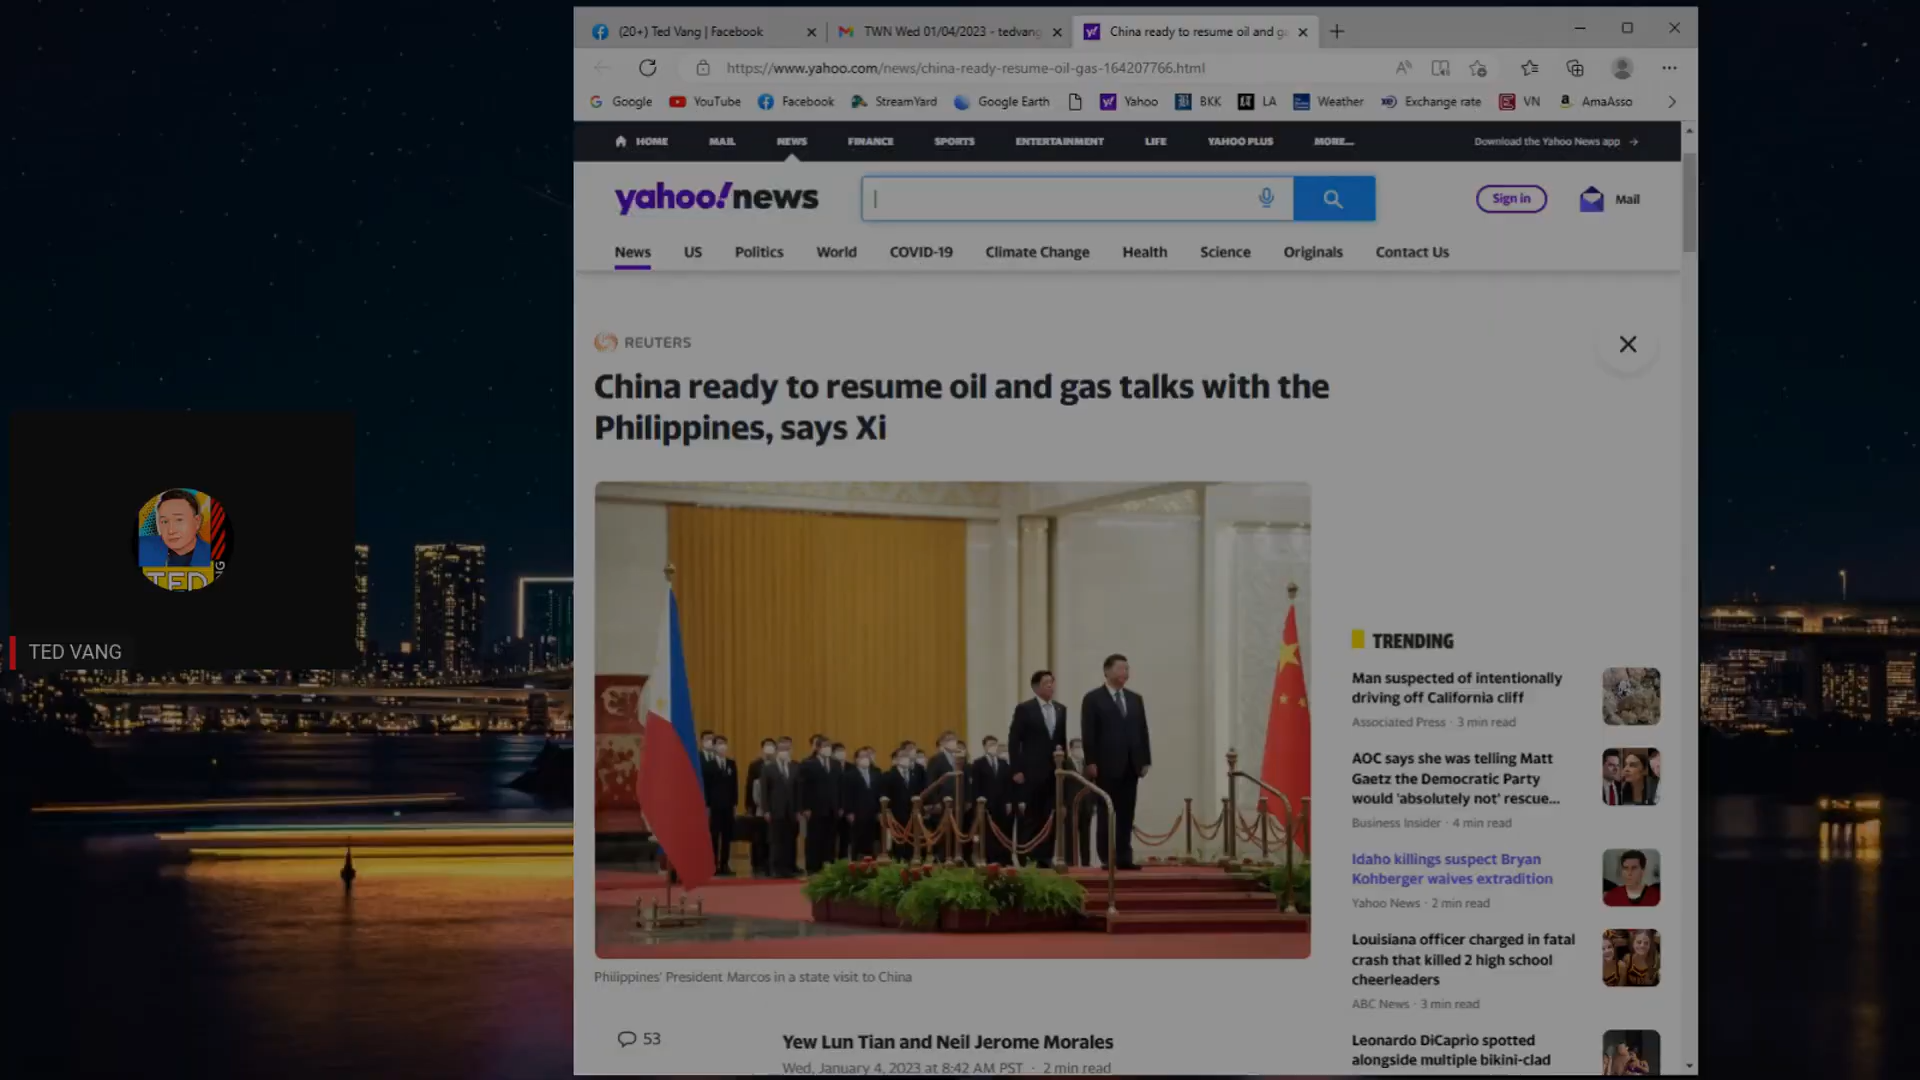 (20+) Ted Vang | Facebook
TWN Wed 01/04/2023 - tedvang
China ready to resume oil and g
https://www.yahoo.com/news/china-ready-resume-oil-gas-164207766.html
Google YouTube Facebook StreamYard Google Earth Yahoo BKK LA Weather Exchange rate VN AmaAsso
HOME MAIL NEWS FINANCE SPORTS ENTERTAINMENT LIFE YAHOO PLUS MORE... Download the Yahoo News app →
yahoo!news
Sign in
Mail
News US Politics World COVID-19 Climate Change Health Science Originals Contact Us
REUTERS
China ready to resume oil and gas talks with the
Philippines, says Xi
TED
NG
TED VANG
Philippines' President Marcos in a state visit to China
53
Yew Lun Tian and Neil Jerome Morales
Wed, January 4, 2023 at 8:42 AM PST · 2 min read
TRENDING
Man suspected of intentionally
driving off California cliff
Associated Press · 3 min read
AOC says she was telling Matt
Gaetz the Democratic Party
would 'absolutely not' rescue...
Business Insider · 4 min read
Idaho killings suspect Bryan
Kohberger waives extradition
Yahoo News · 2 min read
Louisiana officer charged in fatal
crash that killed 2 high school
cheerleaders
ABC News · 3 min read
Leonardo DiCaprio spotted
alongside multiple bikini-clad